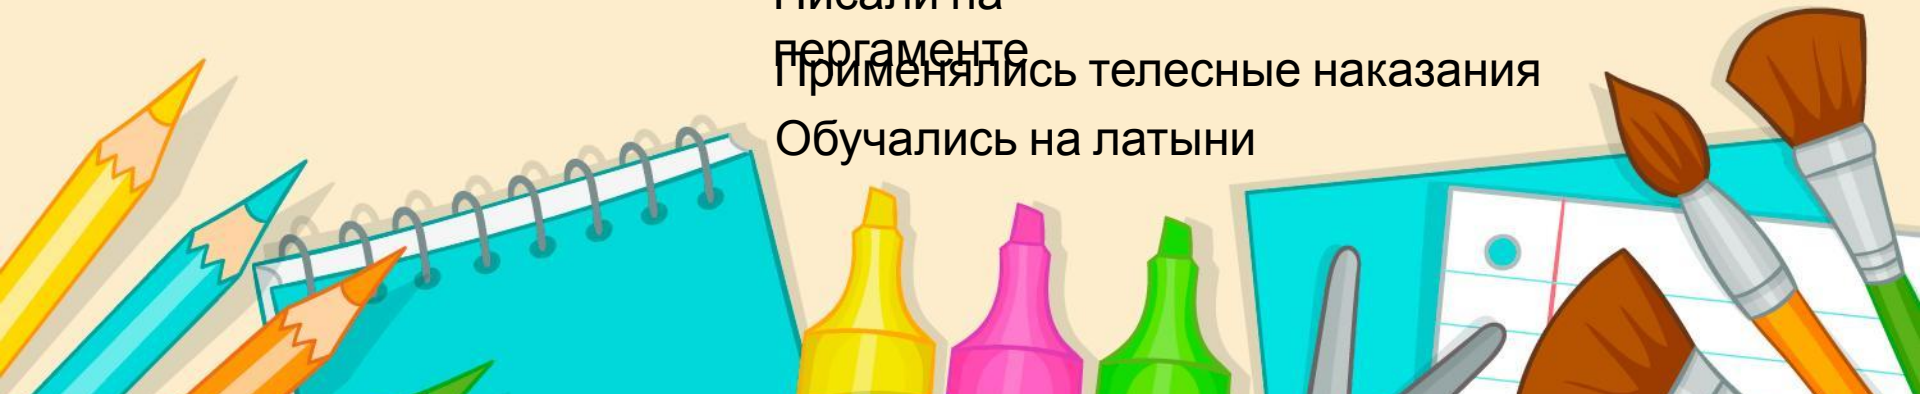 Писали на
пергаменте
Применялись телесные наказания
Обучались на латыни